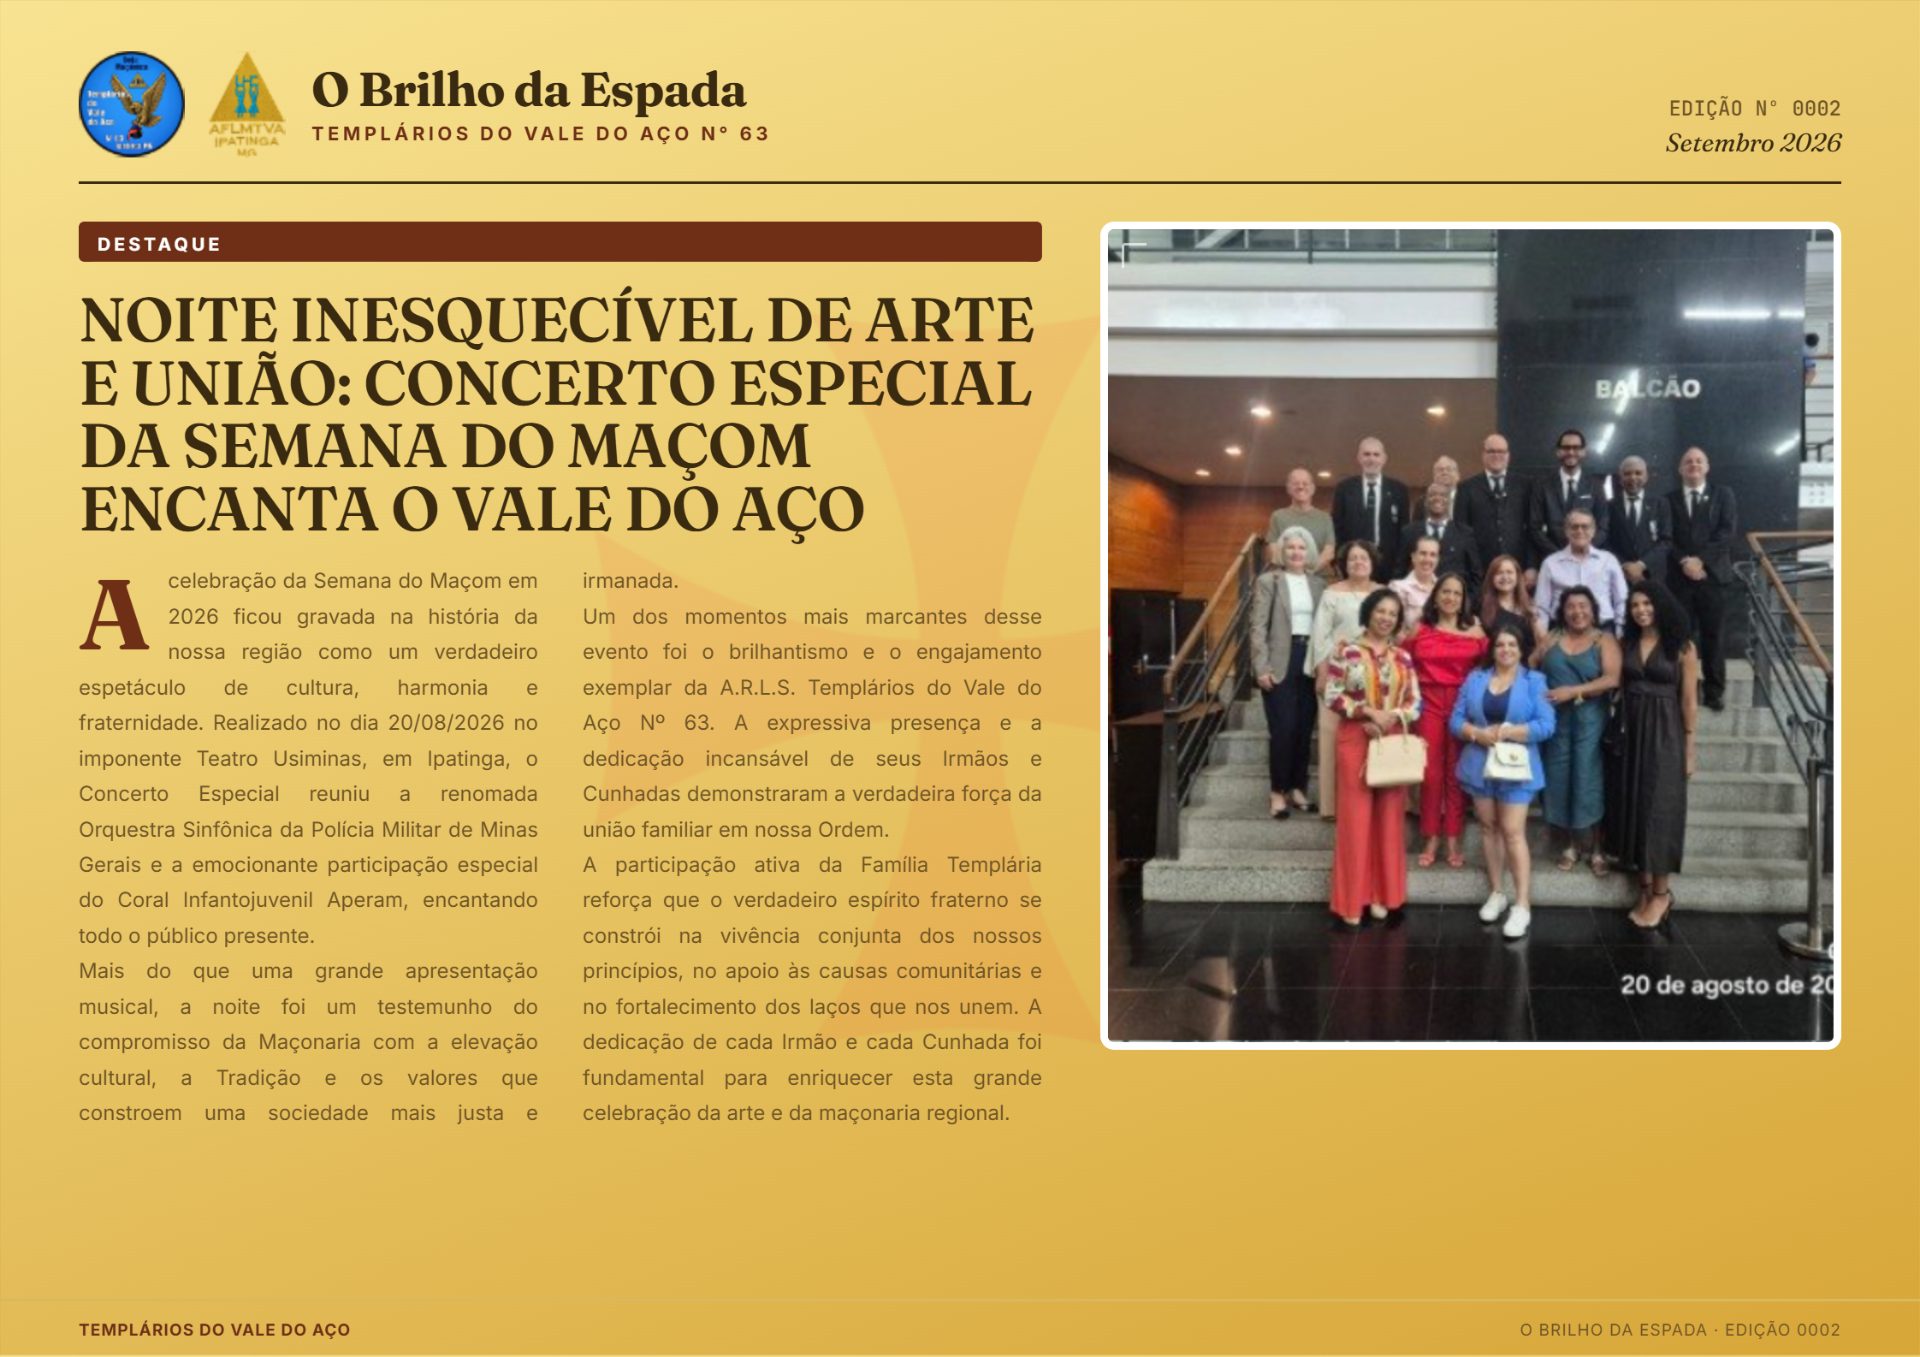 Templários
do
Vale
do Aço
AFLMTVA
IPATINGA
MG
O Brilho da Espada
TEMPLÁRIOS DO VALE DO AÇO N° 63
EDIÇÃO N° 0002
Setembro 2026
DESTAQUE
NOITE INESQUECÍVEL DE ARTE
E UNIÃO: CONCERTO ESPECIAL
DA SEMANA DO MAÇOM
ENCANTA O VALE DO AÇO
A celebração da Semana do Maçom em
2026 ficou gravada na história da
nossa região como um verdadeiro
espetáculo de cultura, harmonia e
fraternidade. Realizado no dia 20/08/2026 no
imponente Teatro Usiminas, em Ipatinga, o
Concerto Especial reuniu a renomada
Orquestra Sinfônica da Polícia Militar de Minas
Gerais e a emocionante participação especial
do Coral Infantojuvenil Aperam, encantando
todo o público presente.
Mais do que uma grande apresentação
musical, a noite foi um testemunho do
compromisso da Maçonaria com a elevação
cultural, a Tradição e os valores que
constroem uma sociedade mais justa e
irmanada.
Um dos momentos mais marcantes desse
evento foi o brilhantismo e o engajamento
exemplar da A.R.L.S. Templários do Vale do
Aço Nº 63. A expressiva presença e a
dedicação incansável de seus Irmãos e
Cunhadas demonstraram a verdadeira força da
união familiar em nossa Ordem.
A participação ativa da Família Templária
reforça que o verdadeiro espírito fraterno se
constrói na vivência conjunta dos nossos
princípios, no apoio às causas comunitárias e
no fortalecimento dos laços que nos unem. A
dedicação de cada Irmão e cada Cunhada foi
fundamental para enriquecer esta grande
celebração da arte e da maçonaria regional.
BALCÃO
20 de agosto de 20
TEMPLÁRIOS DO VALE DO AÇO
O BRILHO DA ESPADA · EDIÇÃO 0002